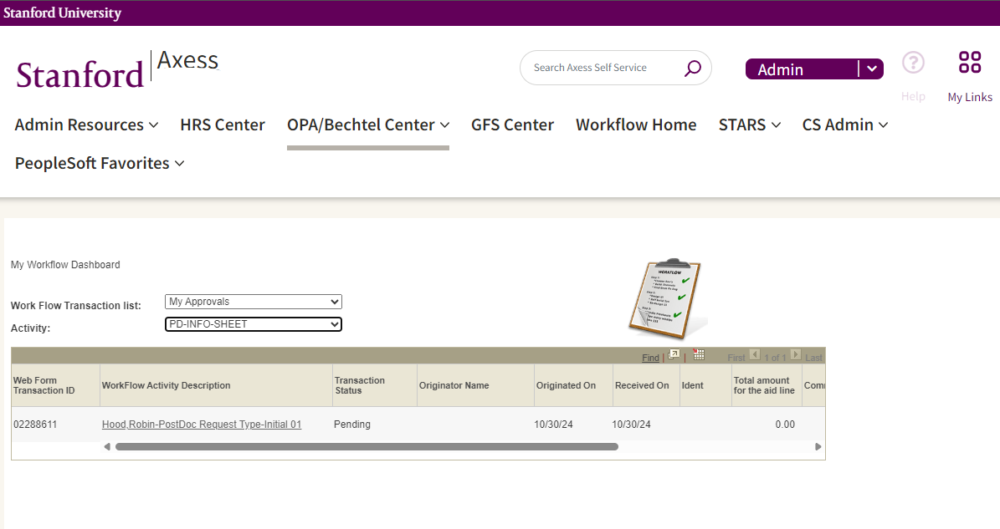 Stanford University
Stanford
Axess
Search Axess Self Service
Admin
Help
My Links
Admin Resources HRS Center OPA/Bechtel Center GFS Center Workflow Home STARS CS Admin
PeopleSoft Favorites
My Workflow Dashboard
WORKFLOW
Work Flow Transaction list: My Approvals
Activity: PD-INFO-SHEET
Find | | First 1 of 1 Last
Web Form Transaction ID WorkFlow Activity Description Transaction Status Originator Name Originated On Received On Ident Total amount for the aid line
02288611 Hood,Robin-PostDoc Request Type-Initial 01 Pending 10/30/24 10/30/24 0.00